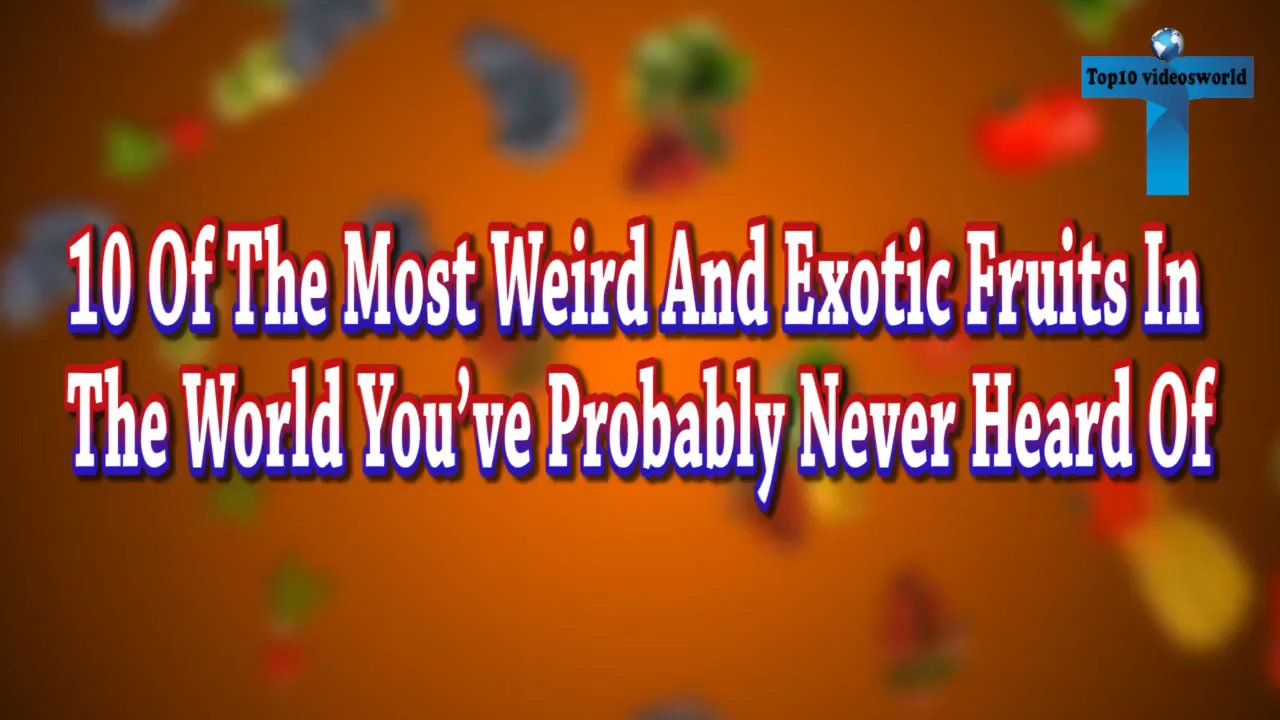 Top10 videosworld
10 Of The Most Weird And Exotic Fruits In
The World You’ve Probably Never Heard Of